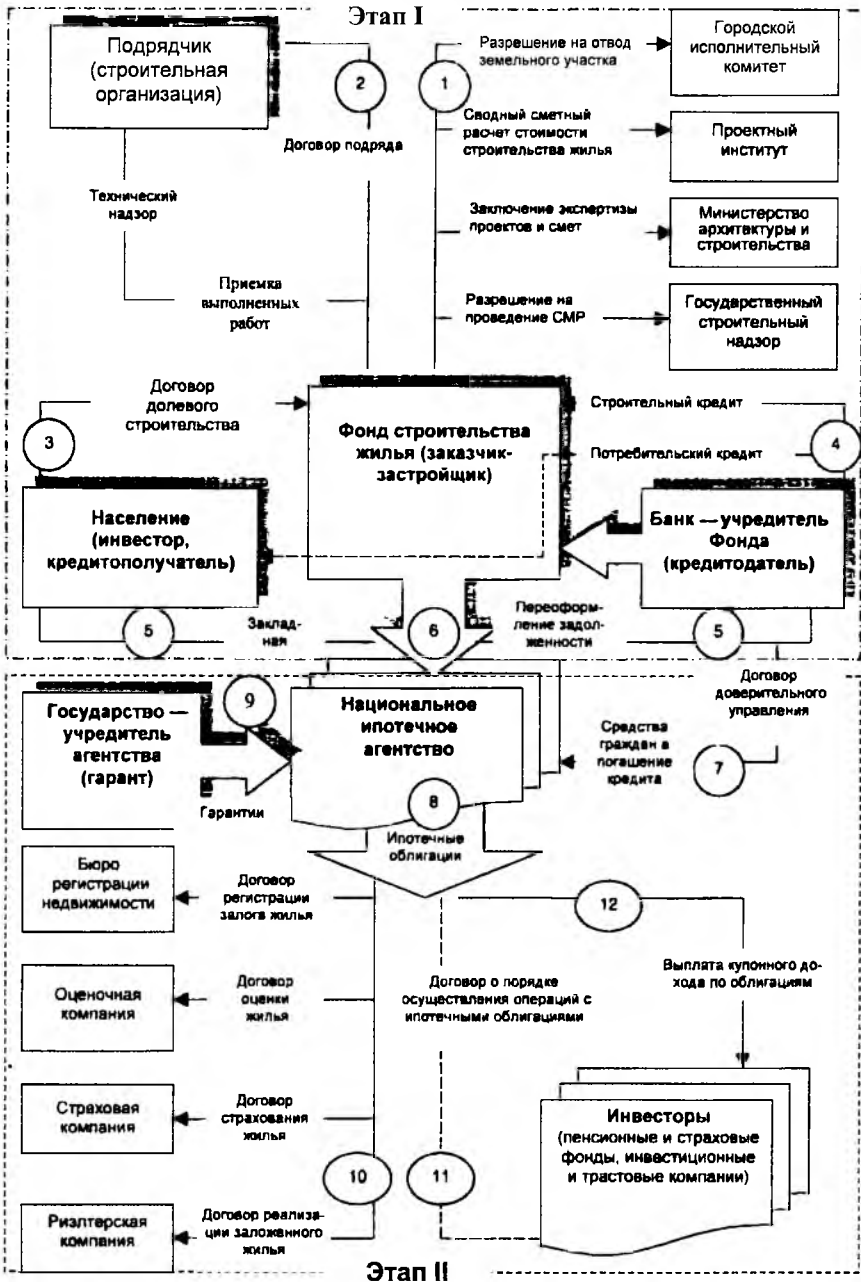 Этап I
Подрядчик
(строительная
организация)
2
1
Разрешение на отвод
земельного участка
Городской
исполнительный
комитет
Договор подряда
Сводный сметный
расчет стоимости
строительства жилья
Проектный
институт
Технический
надзор
Заключение экспертизы
проектов и смет
Министерство
архитектуры и
строительства
Приемка
выполненных
работ
Разрешение на
проведение СМР
Государственный
строительный
надзор
Договор
долевого
строительства
3
Фонд строительства
жилья (заказчик-
застройщик)
Строительный кредит
4
Потребительский кредит
Население
(инвестор,
кредитополучатель)
Банк — учредитель
Фонда
(кредитодатель)
5
Заклад-
ная
6
Переоформ-
ление задол-
женности
5
Договор
доверительного
управления
Государство —
учредитель
агентства
(гарант)
9
Гарантии
Национальное
ипотечное
агентство
Средства
граждан в
погашение
кредита
7
8
Ипотечные
облигации
Бюро
регистрации
недвижимости
Договор
регистрации
залога жилья
12
Оценочная
компания
Договор
оценки
жилья
Договор о порядке
осуществления операций с
ипотечными облигациями
Выплата купонного до-
хода по облигациям
Страховая
компания
Договор
страхования
жилья
Инвесторы
(пенсионные и страховые
фонды, инвестиционные
и трастовые компании)
10
11
Риэлтерская
компания
Договор реализа-
ции заложенного
жилья
Этап II